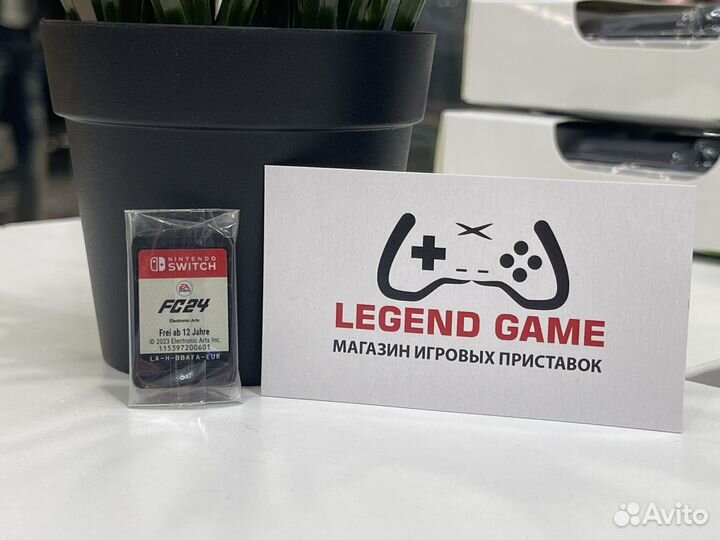 NINTENDO
SWITCH
EA
SPORTS
FC24
Electronic Arts
Frei ab 12 Jahre
© 2023 Electronic Arts Inc.
115397200601
LA-H-BBAFA-EUR
LEGEND GAME
МАГАЗИН ИГРОВЫХ ПРИСТАВОК
Avito